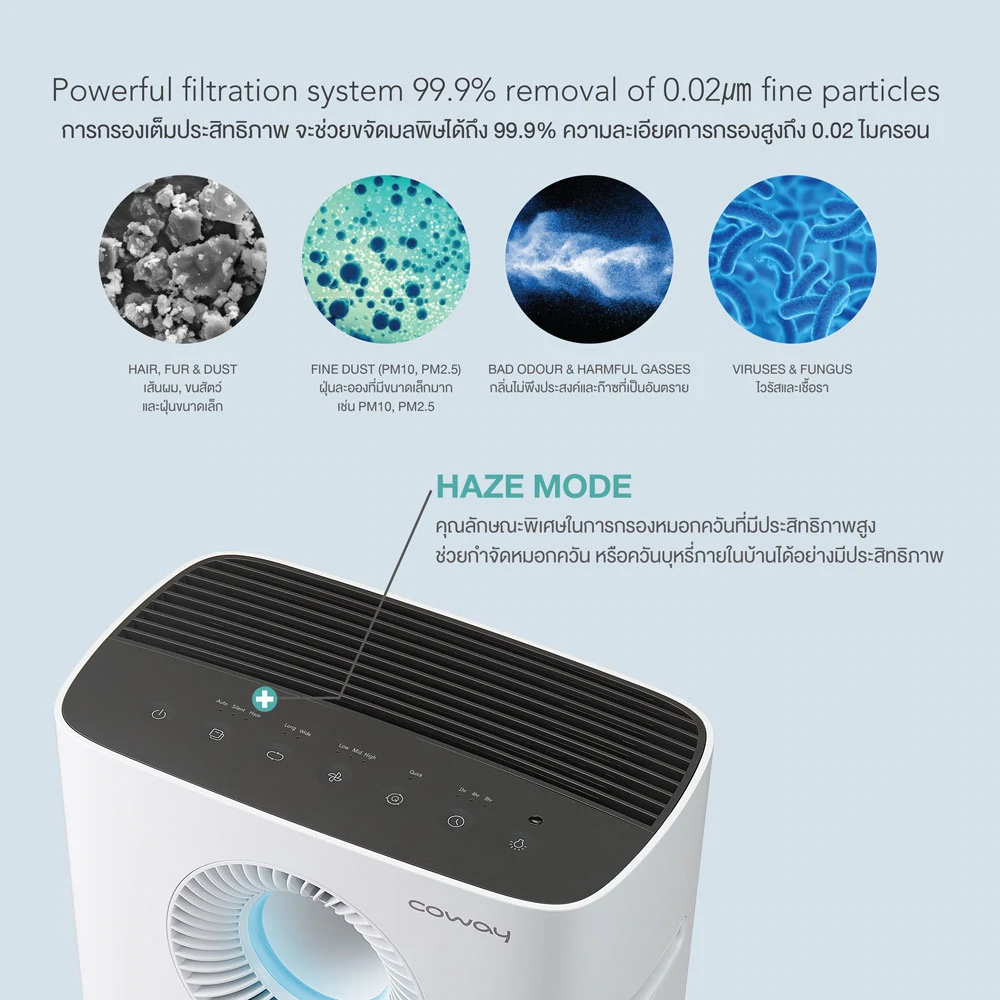 Powerful filtration system 99.9% removal of 0.02μm fine particles
การกรองเต็มประสิทธิภาพ จะช่วยขจัดมลพิษได้ถึง 99.9% ความละเอียดการกรองสูงถึง 0.02 ไมครอน
HAIR, FUR & DUST
เส้นผม, ขนสัตว์
และฝุ่นขนาดเล็ก
FINE DUST (PM10, PM2.5)
ฝุ่นละอองที่มีขนาดเล็กมาก
เช่น PM10, PM2.5
BAD ODOUR & HARMFUL GASSES
กลิ่นไม่พึงประสงค์และก๊าซที่เป็นอันตราย
VIRUSES & FUNGUS
ไวรัสและเชื้อรา
HAZE MODE
คุณลักษณะพิเศษในการกรองหมอกควันที่มีประสิทธิภาพสูง
ช่วยกำจัดหมอกควัน หรือควันบุหรี่ภายในบ้านได้อย่างมีประสิทธิภาพ
Auto Silent Haze
Long Wide
Low Mid High
Quick
1hr 4hr 8hr
coway